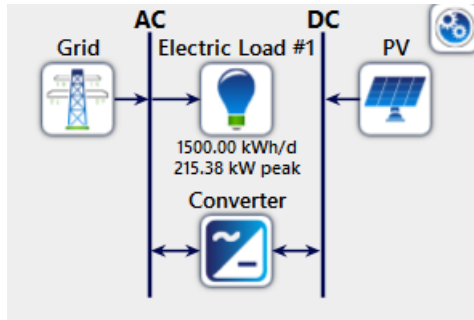 AC DC
Grid Electric Load #1 PV
1500.00 kWh/d
215.38 kW peak
Converter